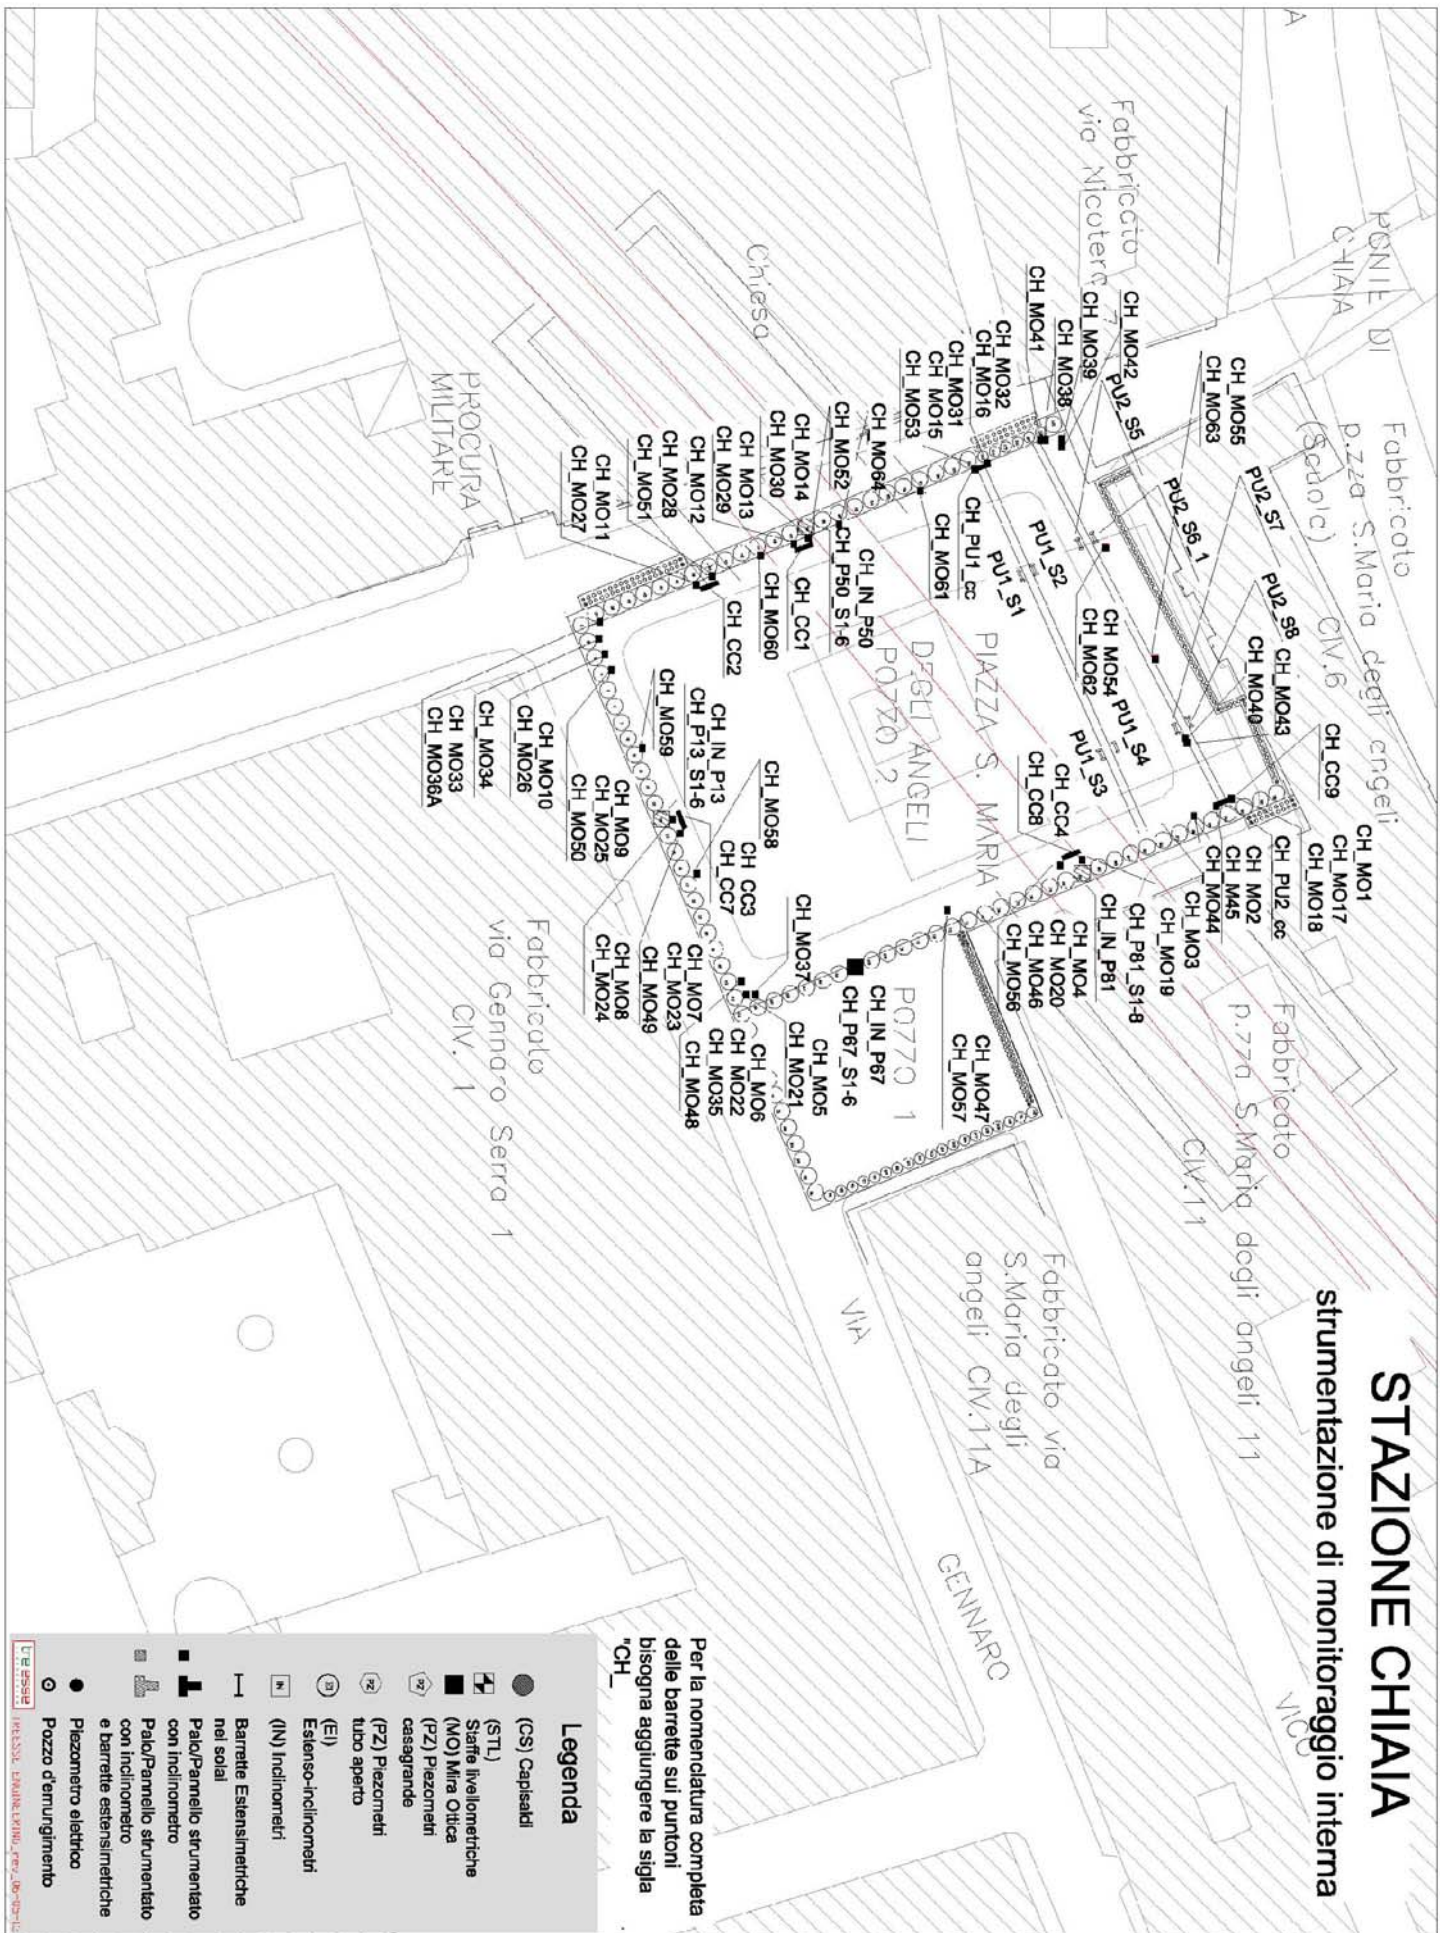 STAZIONE CHIAIA
strumentazione di monitoraggio interna
PONTE DI
CHIAIA
Fabbricato
via Nicotera 7
Fabbricato
p.zza S.Maria degli angeli
CIV.6
Chiesa
PROCURA
MILITARE
PIAZZA S. MARIA
DEGLI ANGELI
POZZO 2
POZZO 1
Fabbricato
p.zza S.Maria degli angeli 11
CIV.11
Fabbricato via
S.Maria degli
angeli CIV.11A
Fabbricato
via Gennaro Serra 1
CIV. 1
VIA
GENNARO
VICO
CH_MO55
CH_MO63
PU2_S5
PU2_S6_1
PU2_S7
PU2_S8
CH_MO43
CH_MO40
CH_CC9
CH_MO42
CH_MO39
CH_MO38
CH_MO41
CH_MO32
CH_MO16
CH_MO31
CH_MO15
CH_MO53
CH_MO64
CH_MO52
CH_MO14
CH_MO30
CH_MO13
CH_MO29
CH_MO12
CH_MO28
CH_MO51
CH_MO11
CH_MO27
PU1_S2
PU1_S1
CH_PU1_cc
CH_MO61
CH_IN_P50
CH_P50_S1-6
CH_CC1
CH_MO60
CH_CC2
CH_MO54
CH_MO62
PU1_S4
PU1_S3
CH_CC4
CH_CC8
CH_MO1
CH_MO17
CH_MO18
CH_PU2_cc
CH_MO2
CH_M45
CH_MO44
CH_MO3
CH_MO19
CH_P81_S1-8
CH_IN_P81
CH_MO4
CH_MO20
CH_MO46
CH_MO56
CH_MO47
CH_MO57
CH_IN_P67
CH_P67_S1-6
CH_MO37
CH_MO5
CH_MO21
CH_MO6
CH_MO22
CH_MO35
CH_MO48
CH_MO58
CH_CC3
CH_CC7
CH_IN_P13
CH_P13_S1-6
CH_MO59
CH_MO7
CH_MO23
CH_MO49
CH_MO8
CH_MO24
CH_MO9
CH_MO25
CH_MO50
CH_MO10
CH_MO26
CH_MO34
CH_MO33
CH_MO36A
Per la nomenclatura completa
delle barrette sui puntoni
bisogna aggiungere la sigla
"CH_
Legenda
(CS) Capisaldi
(STL)
Staffe livellometriche
(MO) Mira Ottica
(PZ) Piezometri
casagrande
(PZ) Piezometri
tubo aperto
(EI)
Estenso-inclinometri
(IN) Inclinometri
Barrette Estensimetriche
nei solai
Palo/Pannello strumentato
con inclinometro
Palo/Pannello strumentato
con inclinometro
e barrette estensimetriche
Piezometro elettrico
Pozzo d'emungimento
tre esse